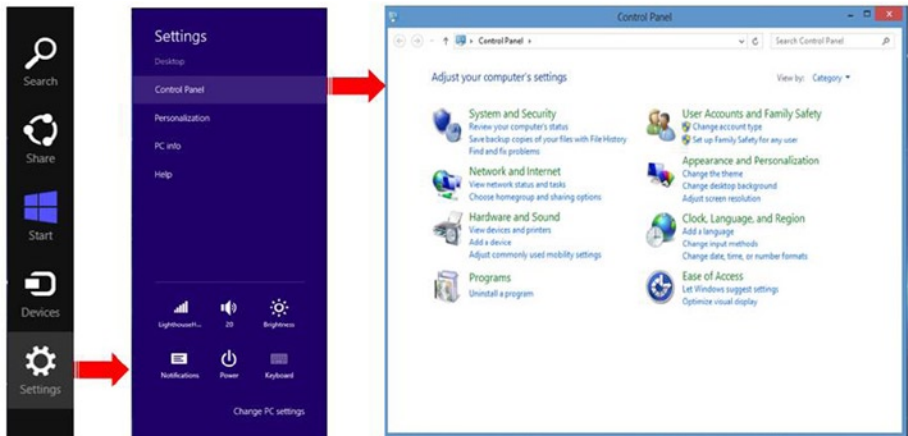 Search
Share
Start
Devices
Settings
Settings
Desktop
Control Panel
Personalization
PC info
Help
LighthouseH...
20
Brightness
Notifications
Power
Keyboard
Change PC settings
Control Panel
Control Panel
Search Control Panel
Adjust your computer's settings
View by: Category
System and Security
Review your computer's status
Save backup copies of your files with File History
Find and fix problems
Network and Internet
View network status and tasks
Choose homegroup and sharing options
Hardware and Sound
View devices and printers
Add a device
Adjust commonly used mobility settings
Programs
Uninstall a program
User Accounts and Family Safety
Change account type
Set up Family Safety for any user
Appearance and Personalization
Change the theme
Change desktop background
Adjust screen resolution
Clock, Language, and Region
Add a language
Change input methods
Change date, time, or number formats
Ease of Access
Let Windows suggest settings
Optimize visual display